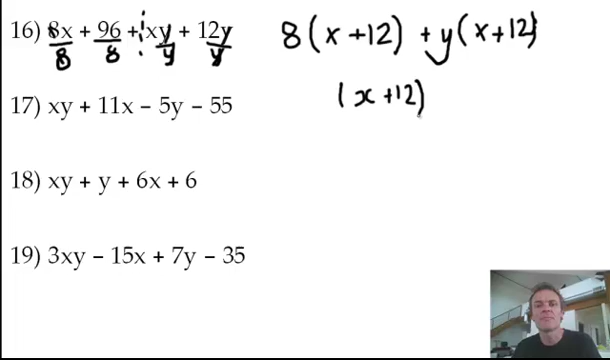 16) 8x + 96 + xy + 12y 8(x+12) + y(x+12)
8 8 y y (x+12)
17) xy + 11x – 5y – 55
18) xy + y + 6x + 6
19) 3xy – 15x + 7y – 35